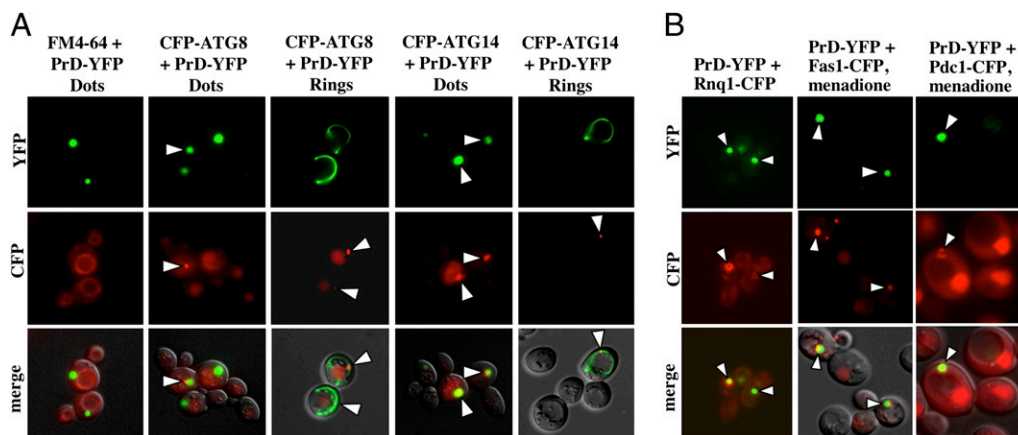 A
FM4-64 +
PrD-YFP
Dots
CFP-ATG8
+ PrD-YFP
Dots
CFP-ATG8
+ PrD-YFP
Rings
CFP-ATG14
+ PrD-YFP
Dots
CFP-ATG14
+ PrD-YFP
Rings
YFP
CFP
merge
B
PrD-YFP +
Rnq1-CFP
PrD-YFP +
Fas1-CFP,
menadione
PrD-YFP +
Pdc1-CFP,
menadione
YFP
CFP
merge